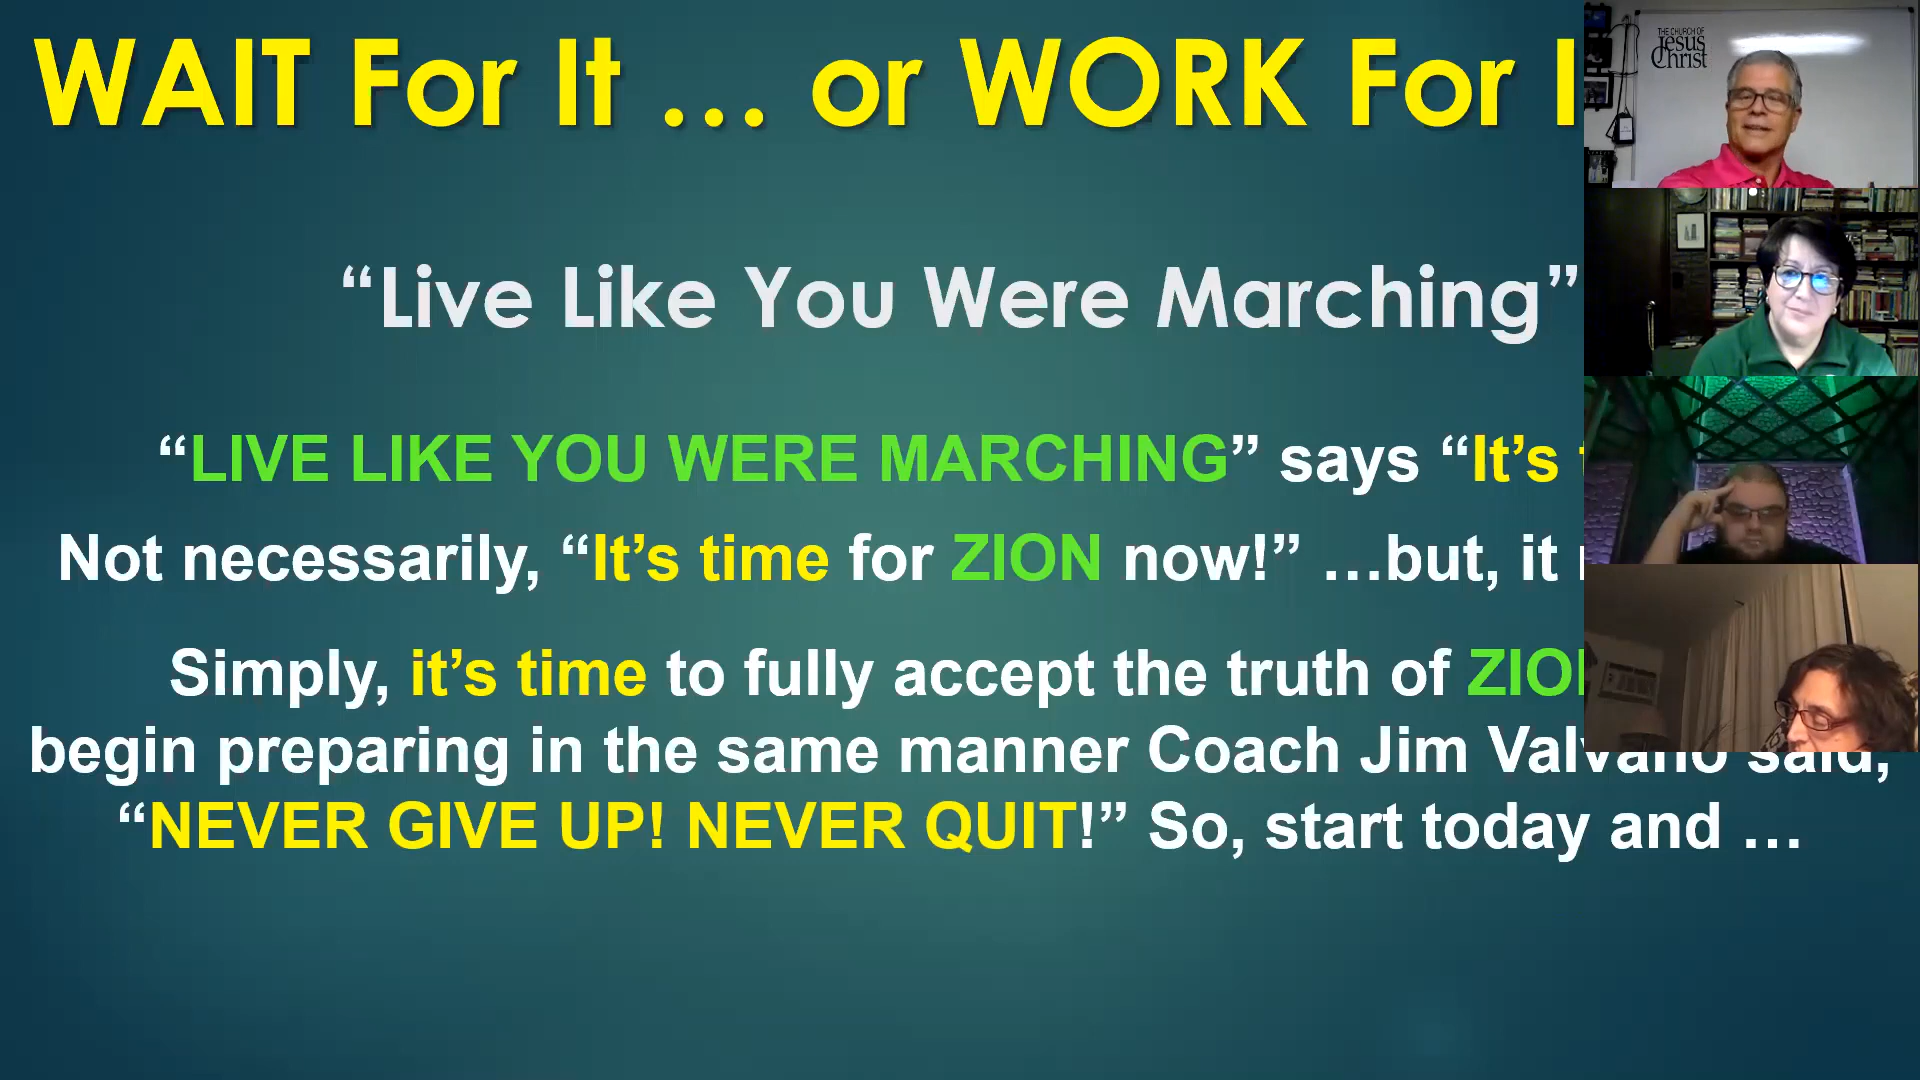 WAIT For It … or WORK For I
“Live Like You Were Marching”
“LIVE LIKE YOU WERE MARCHING” says “It’s
Not necessarily, “It’s time for ZION now!” …but, it
Simply, it’s time to fully accept the truth of ZIO
begin preparing in the same manner Coach Jim Valvano said,
“NEVER GIVE UP! NEVER QUIT!” So, start today and …
THE CHURCH OF
Jesus
Christ